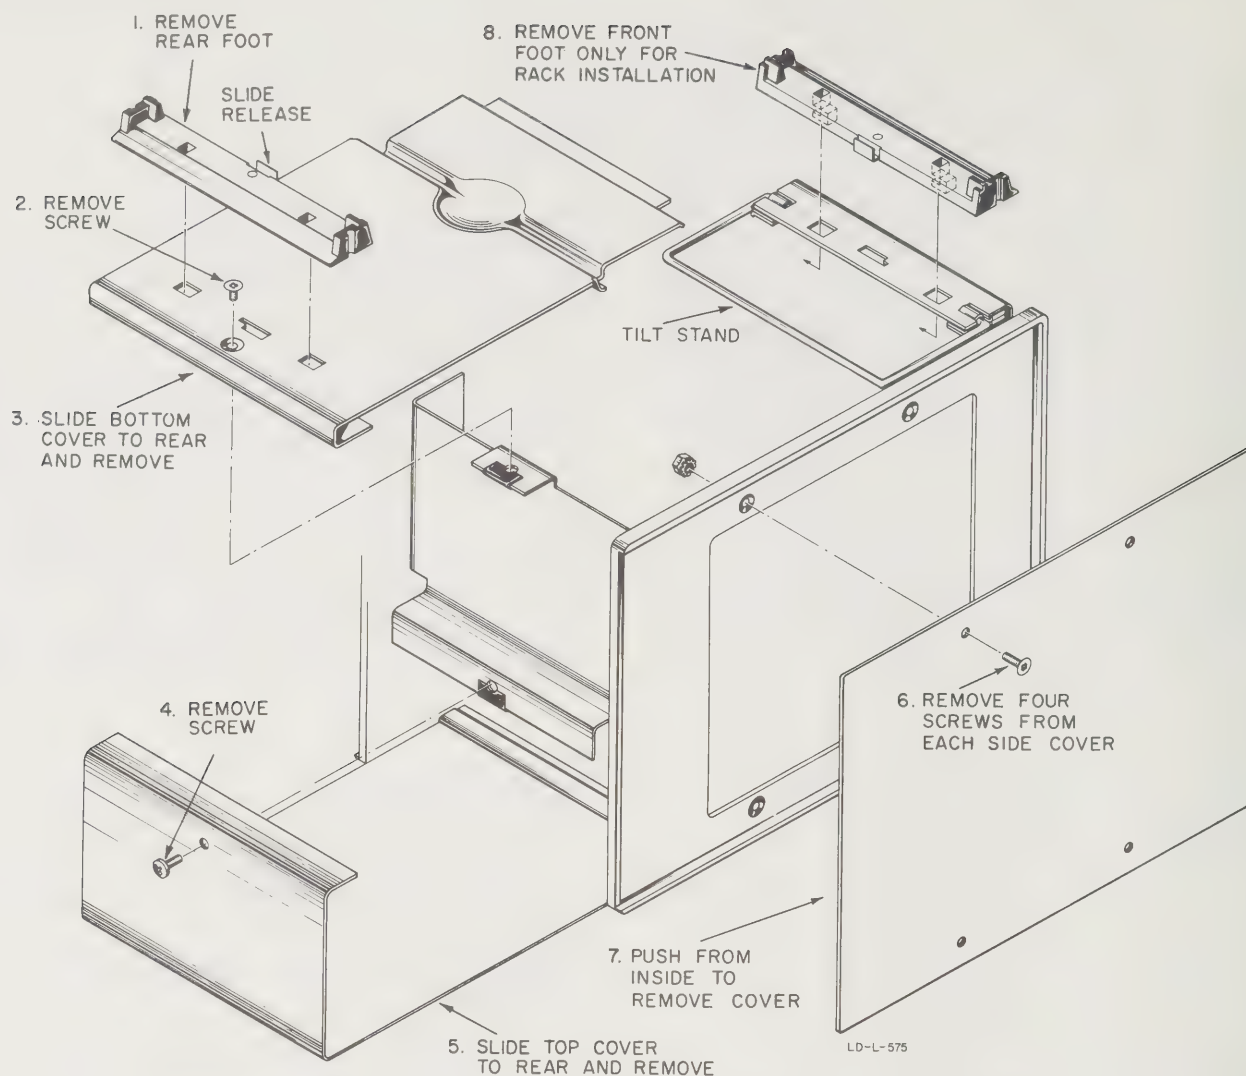 1. REMOVE
REAR FOOT
SLIDE
RELEASE
8. REMOVE FRONT
FOOT ONLY FOR
RACK INSTALLATION
2. REMOVE
SCREW
TILT STAND
3. SLIDE BOTTOM
COVER TO REAR
AND REMOVE
4. REMOVE
SCREW
6. REMOVE FOUR
SCREWS FROM
EACH SIDE COVER
7. PUSH FROM
INSIDE TO
REMOVE COVER
5. SLIDE TOP COVER
TO REAR AND REMOVE
LD-L-575